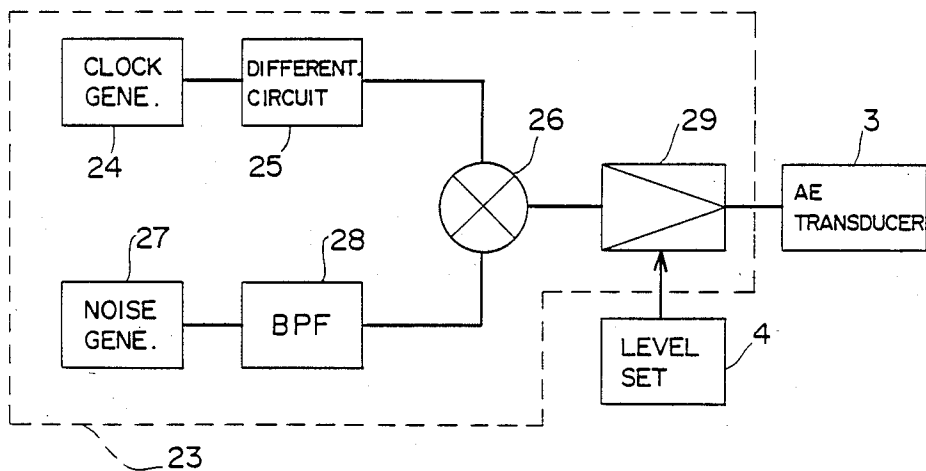 CLOCK
GENE.
24
DIFFERENT.
CIRCUIT
25
26
29
3
AE
TRANSDUCER
27
NOISE
GENE.
28
BPF
LEVEL
SET
4
23